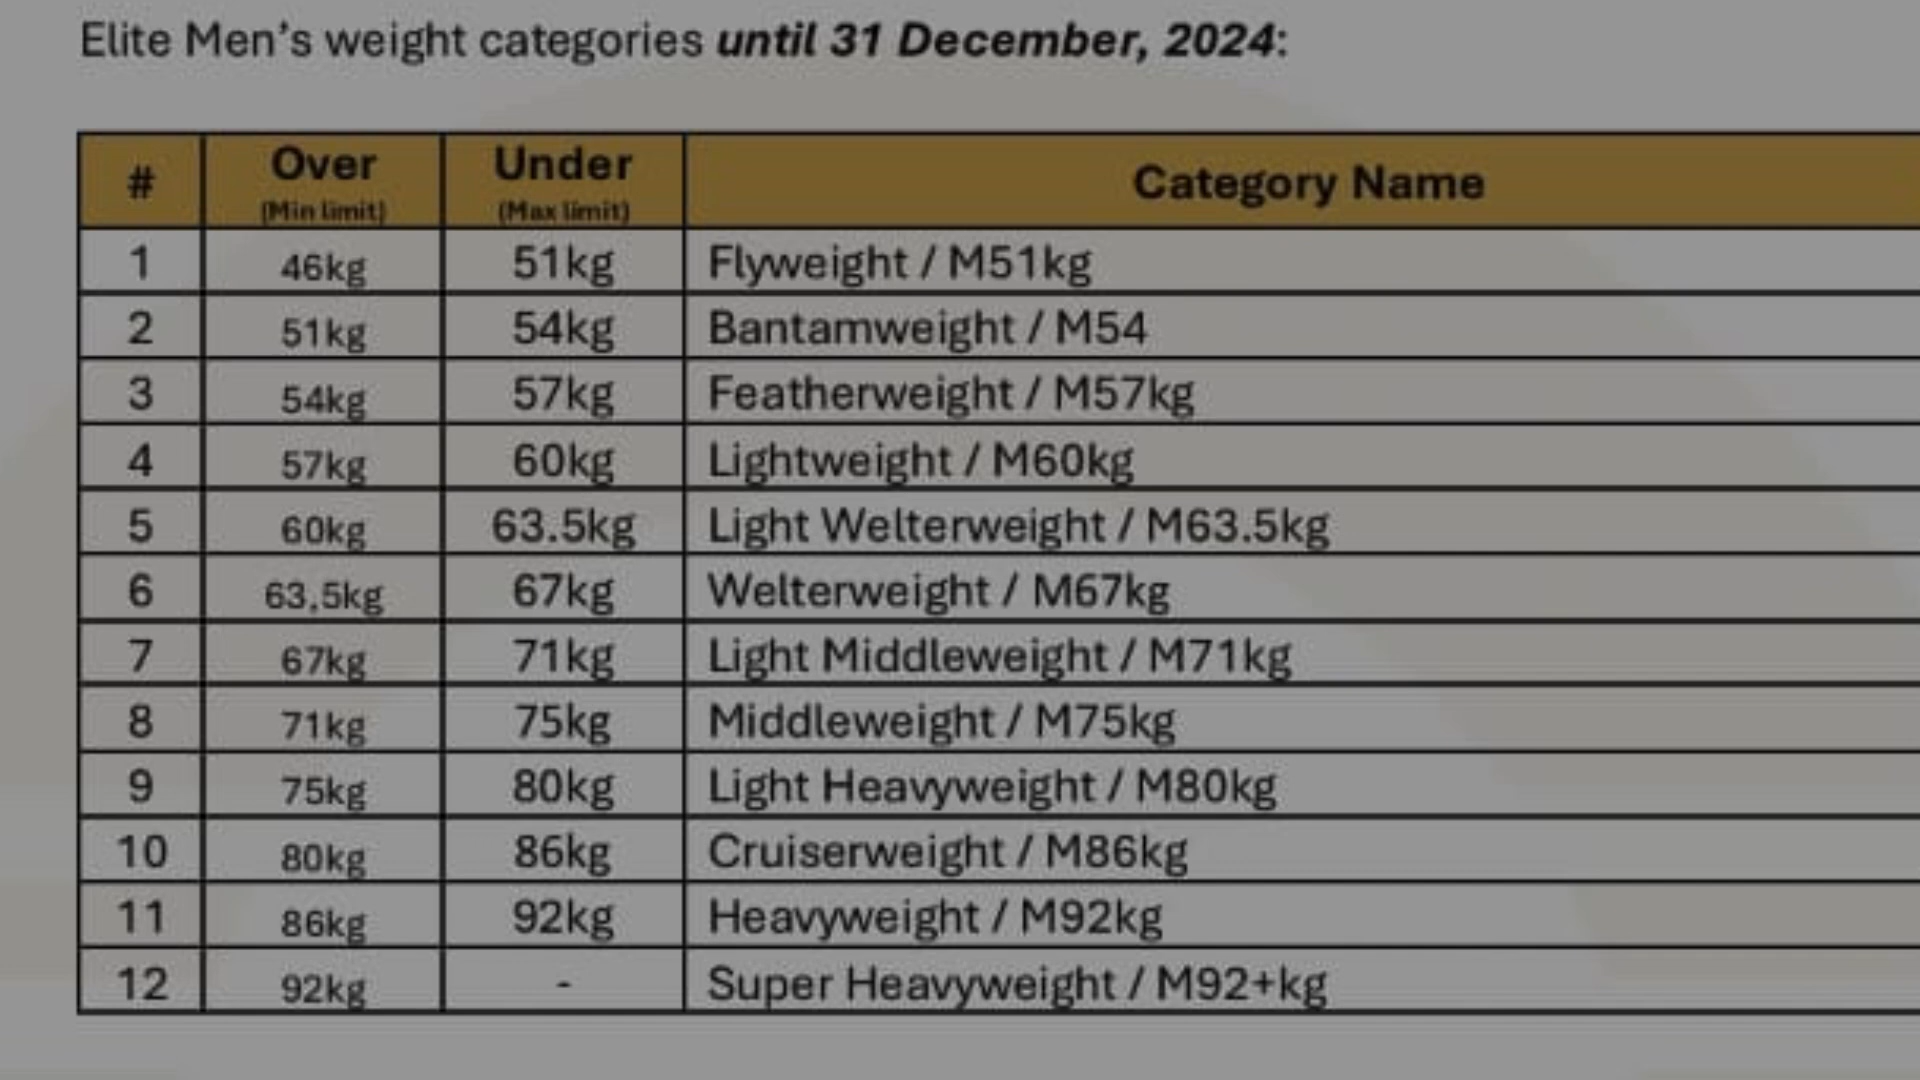 Elite Men's weight categories until 31 December, 2024:
# Over (Min limit) Under (Max limit) Category Name
1 46kg 51kg Flyweight / M51kg
2 51kg 54kg Bantamweight / M54
3 54kg 57kg Featherweight / M57kg
4 57kg 60kg Lightweight / M60kg
5 60kg 63.5kg Light Welterweight / M63.5kg
6 63,5kg 67kg Welterweight / M67kg
7 67kg 71kg Light Middleweight / M71kg
8 71kg 75kg Middleweight / M75kg
9 75kg 80kg Light Heavyweight / M80kg
10 80kg 86kg Cruiserweight / M86kg
11 86kg 92kg Heavyweight / M92kg
12 92kg - Super Heavyweight / M92+kg